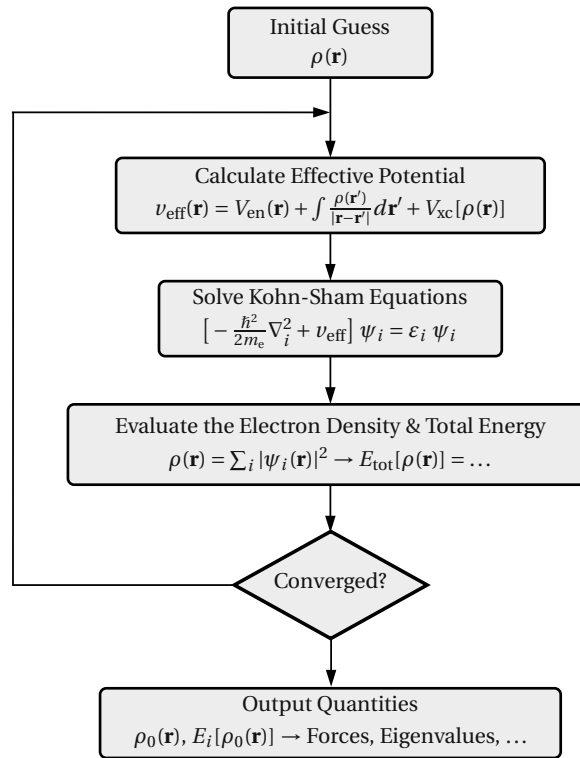 Initial Guess
ρ(𝐫)
Calculate Effective Potential
v_eff(𝐫) = V_en(𝐫) + ∫ ρ(𝐫′)/|𝐫−𝐫′| d𝐫′ + V_xc[ρ(𝐫)]
Solve Kohn-Sham Equations
[ − ℏ²/2m_e ∇_i² + v_eff ] ψ_i = ε_i ψ_i
Evaluate the Electron Density & Total Energy
ρ(𝐫) = ∑_i |ψ_i(𝐫)|² → E_tot[ρ(𝐫)] = …
Converged?
Output Quantities
ρ_0(𝐫), E_i[ρ_0(𝐫)] → Forces, Eigenvalues, …